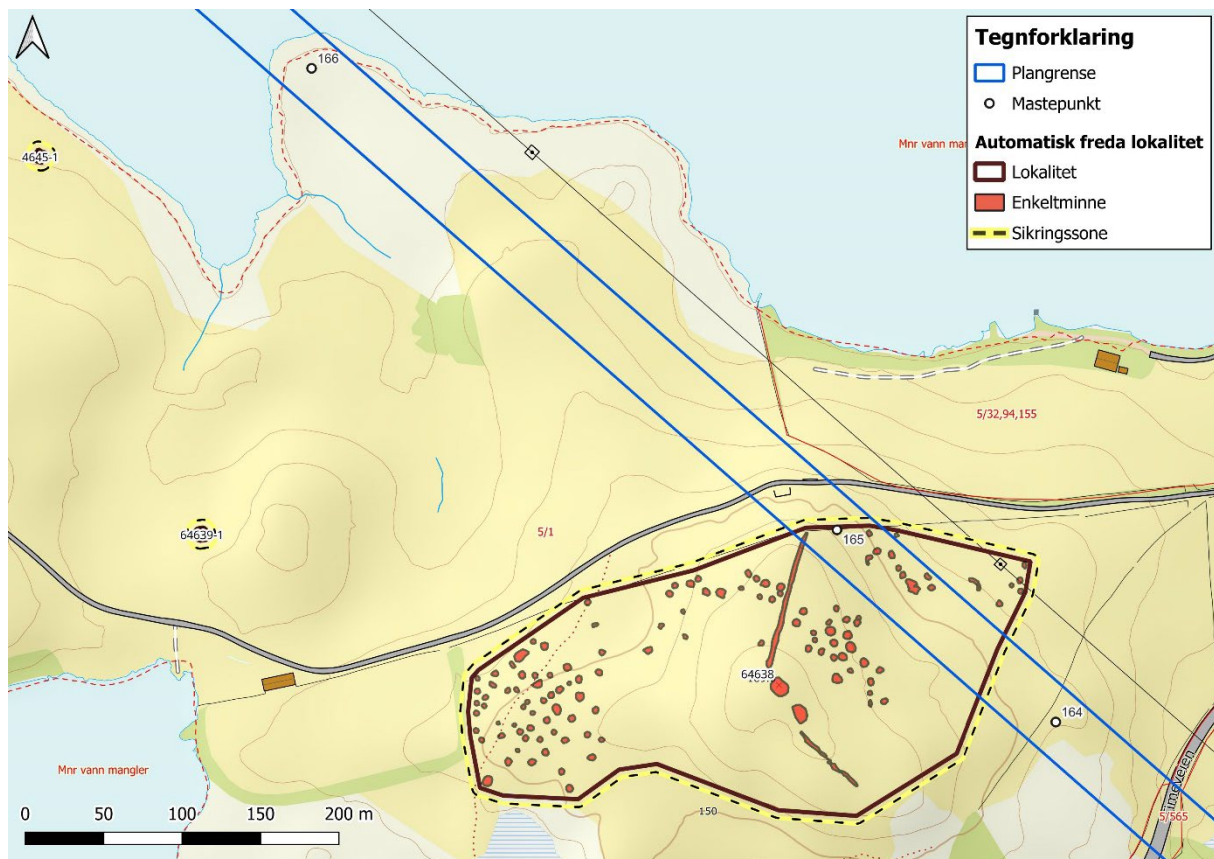 Tegnforklaring
Plangrense
Mastepunkt
Automatisk freda lokalitet
Lokalitet
Enkeltminne
Sikringssone
166
4645-1
Mnr vann
5/32,94,155
64639-1
5/1
165
64638
164
Mnr vann mangler
150
5/565
0 50 100 150 200 m